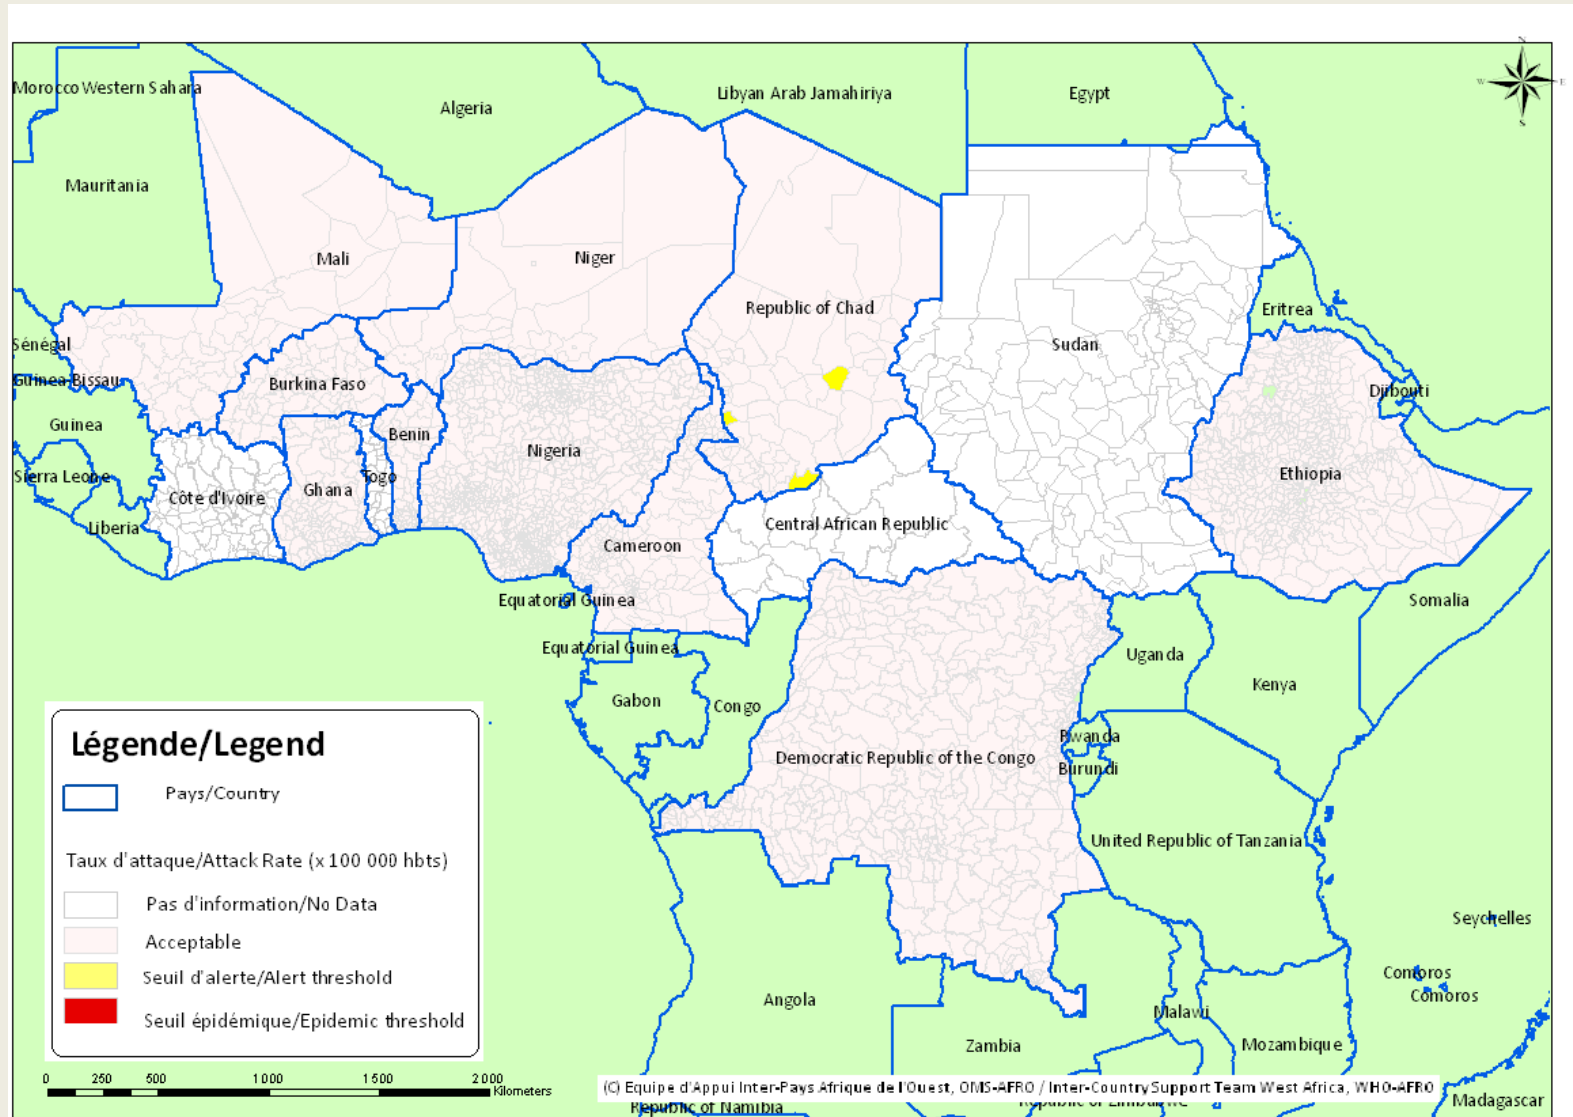 N
W
E
S
Morocco Western Sahara
Algeria
Libyan Arab Jamahiriya
Egypt
Mauritania
Mali
Niger
Republic of Chad
Sudan
Eritrea
Sénégal
Guinea-Bissau
Burkina Faso
Djibouti
Guinea
Benin
Nigeria
Sierra Leone
Togo
Ghana
Côte d'Ivoire
Ethiopia
Liberia
Central African Republic
Cameroon
Equatorial Guinea
Somalia
Equatorial Guinea
Uganda
Kenya
Gabon
Congo
Rwanda
Democratic Republic of the Congo
Burundi
United Republic of Tanzania
Seychelles
Comoros
Comoros
Angola
Malawi
Zambia
Mozambique
Madagascar
Republic of Namibia
Republic of Zimbabwe
Légende/Legend
Pays/Country
Taux d'attaque/Attack Rate (x 100 000 hbts)
Pas d'information/No Data
Acceptable
Seuil d'alerte/Alert threshold
Seuil épidémique/Epidemic threshold
0 250 500 1 000 1 500 2 000
Kilometers
(C) Equipe d'Appui Inter-Pays Afrique de l'Ouest, OMS-AFRO / Inter-Country Support Team West Africa, WHO-AFRO